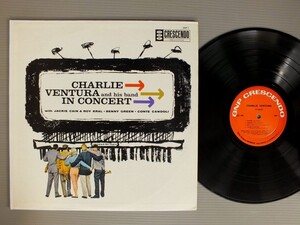 CRESCENDO
CHARLIE
VENTURA and his band
IN CONCERT
with JACKIE CAIN & ROY KRAL • BENNY GREEN • CONTE CANDOLI
GNP CRESCENDO
CHARLIE VENTURA